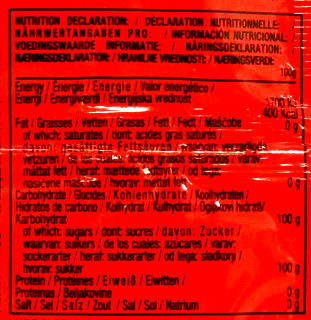 NUTRITION DECLARATION: / DÉCLARATION NUTRITIONNELLE:
NÄHRWERTANGABEN PRO: / INFORMACIÓN NUTRICIONAL:
VOEDINGSWAARDE INFORMATIE: / NÄRINGSDEKLARATION:
NÆRINGSDEKLARATION: / HRANILNE VREDNOSTI: / NÆRINGSVERDI:
100g
Energy / Énergie / Energie / Valor energético /
Energi / Energiværdi / Energijska vrednost
400 Kcal
Fat / Graisses / Vetten / Grasas / Fett / Fedt / Maščobe 0 g
of which: saturates / dont: acides gras saturés /
davon: gesättigte Fettsäuren / waarvan: verzadigde
vetzuren / de las cuales: ácidos grasos saturados / varav:
mättat fett / heraf: mættede fedtsyrer / od tega:
nasičene maščobe / hvorav: mettet fett 0 g
Carbohydrate / Glucides / Kohlenhydrate / Koolhydraten /
Hidratos de carbono / Kolhydrat / Kulhydrat / Ogljikovi hidrati/
Karbohydrat 100 g
of which: sugars / dont: sucres / davon: Zucker /
waarvan: suikers / de los cuales: azúcares / varav:
sockerarter / heraf: sukkerarter / od tega: sladkorji /
hvorav: sukker 100 g
Protein / Protéines / Eiweiß / Eiwitten /
Proteínas / Beljakovine 0 g
Salt / Sel / Salz / Zout / Sal / Sol / Natrium 0 g